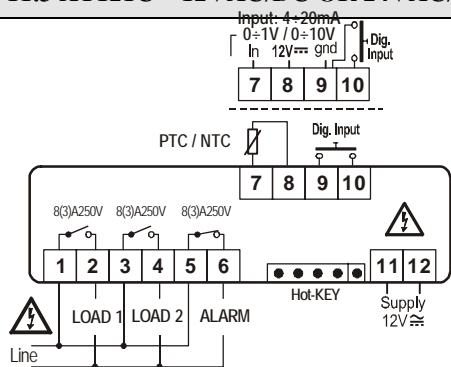 Input: 4÷20mA
0÷1V / 0÷10V
In 12V gnd
Dig.
Input
7 8 9 10
PTC / NTC
Dig. Input
7 8 9 10
8(3)A250V 8(3)A250V 8(3)A250V
1 2 3 4 5 6
11 12
Hot-KEY
Supply
12V
LOAD 1 LOAD 2 ALARM
Line